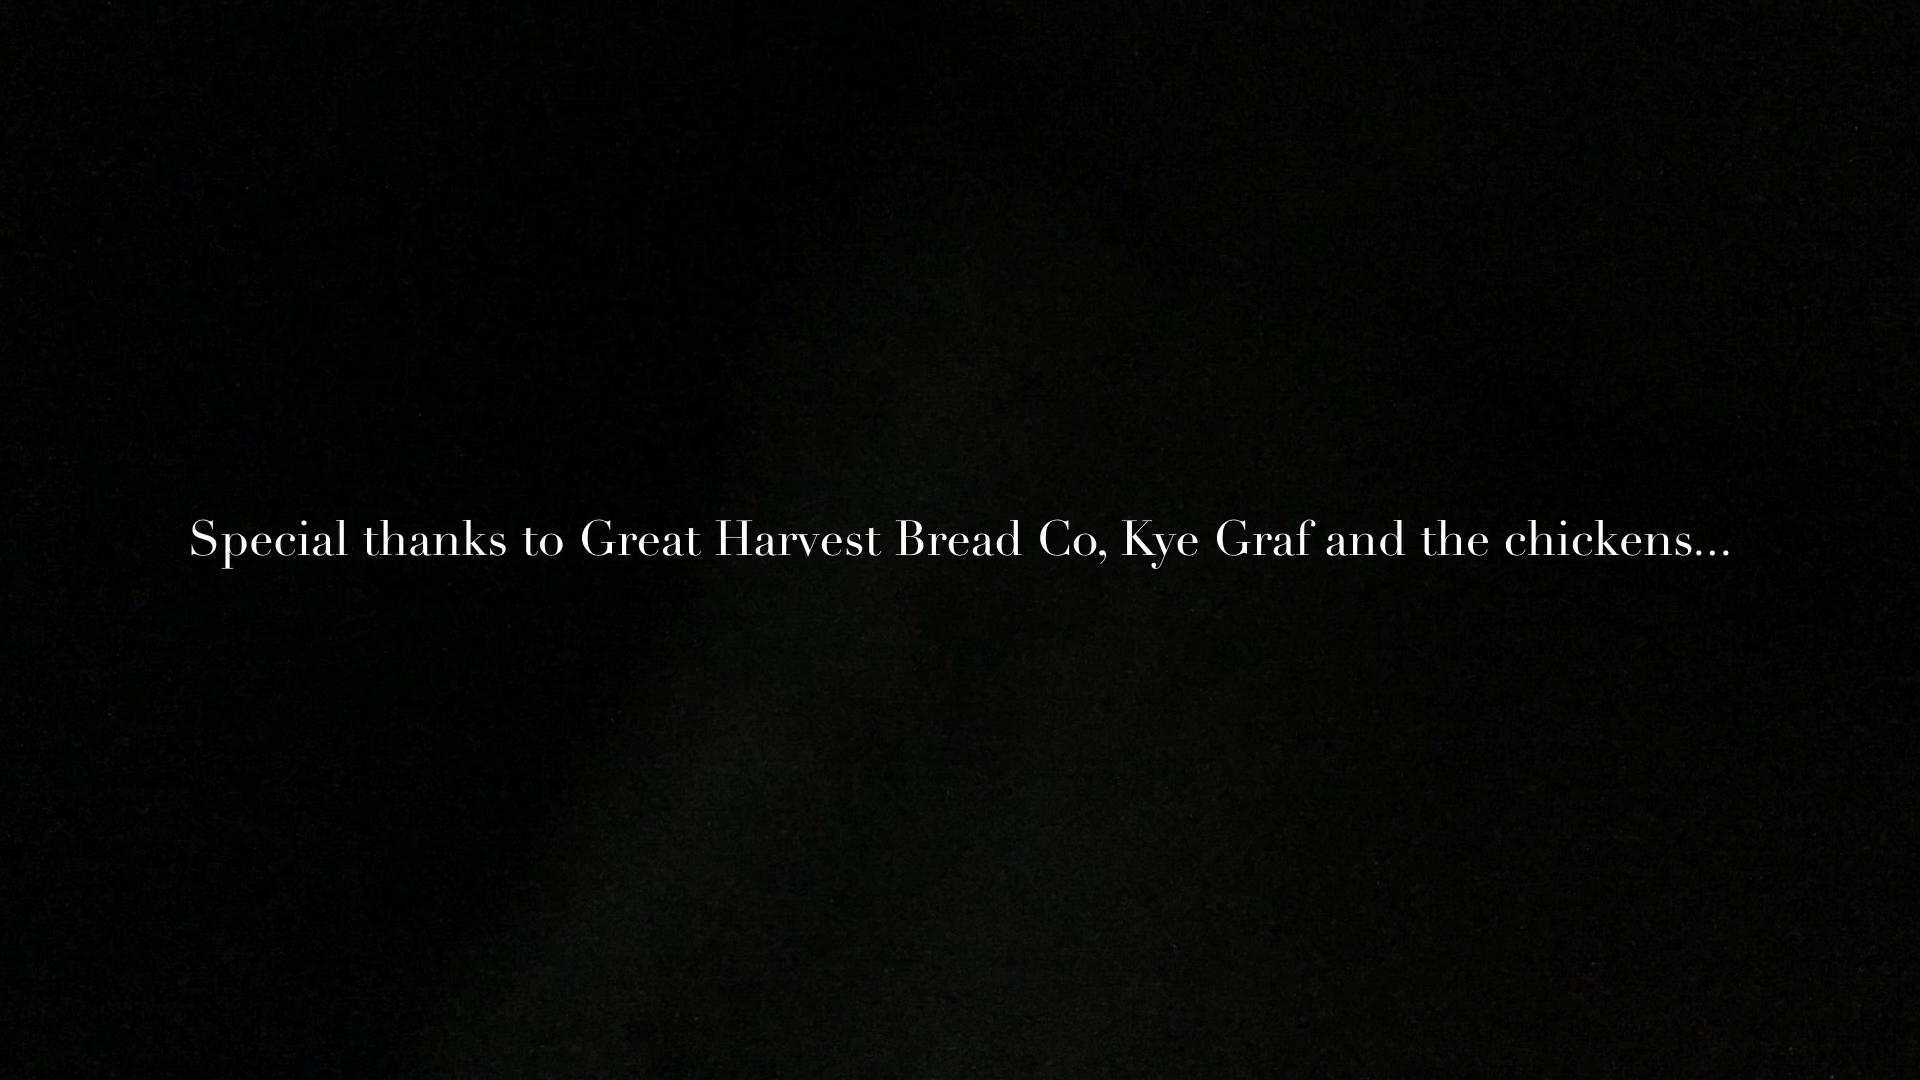 Special thanks to Great Harvest Bread Co, Kye Graf and the chickens...